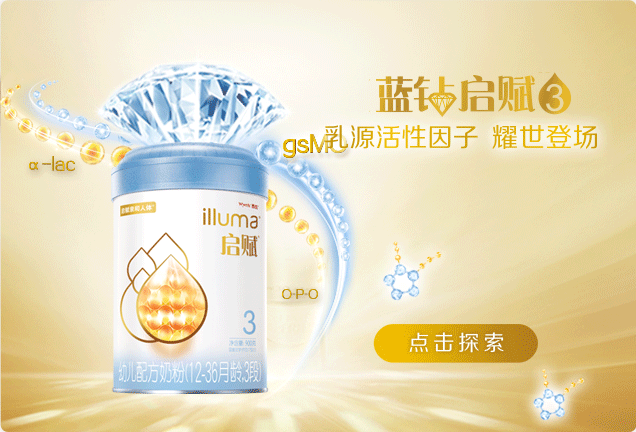 蓝钻启赋3
乳源活性因子 耀世登场
α-lac
gsM
illuma
启赋
O-P-O
3
幼儿配方奶粉(12-36月龄,3段)
点击探索